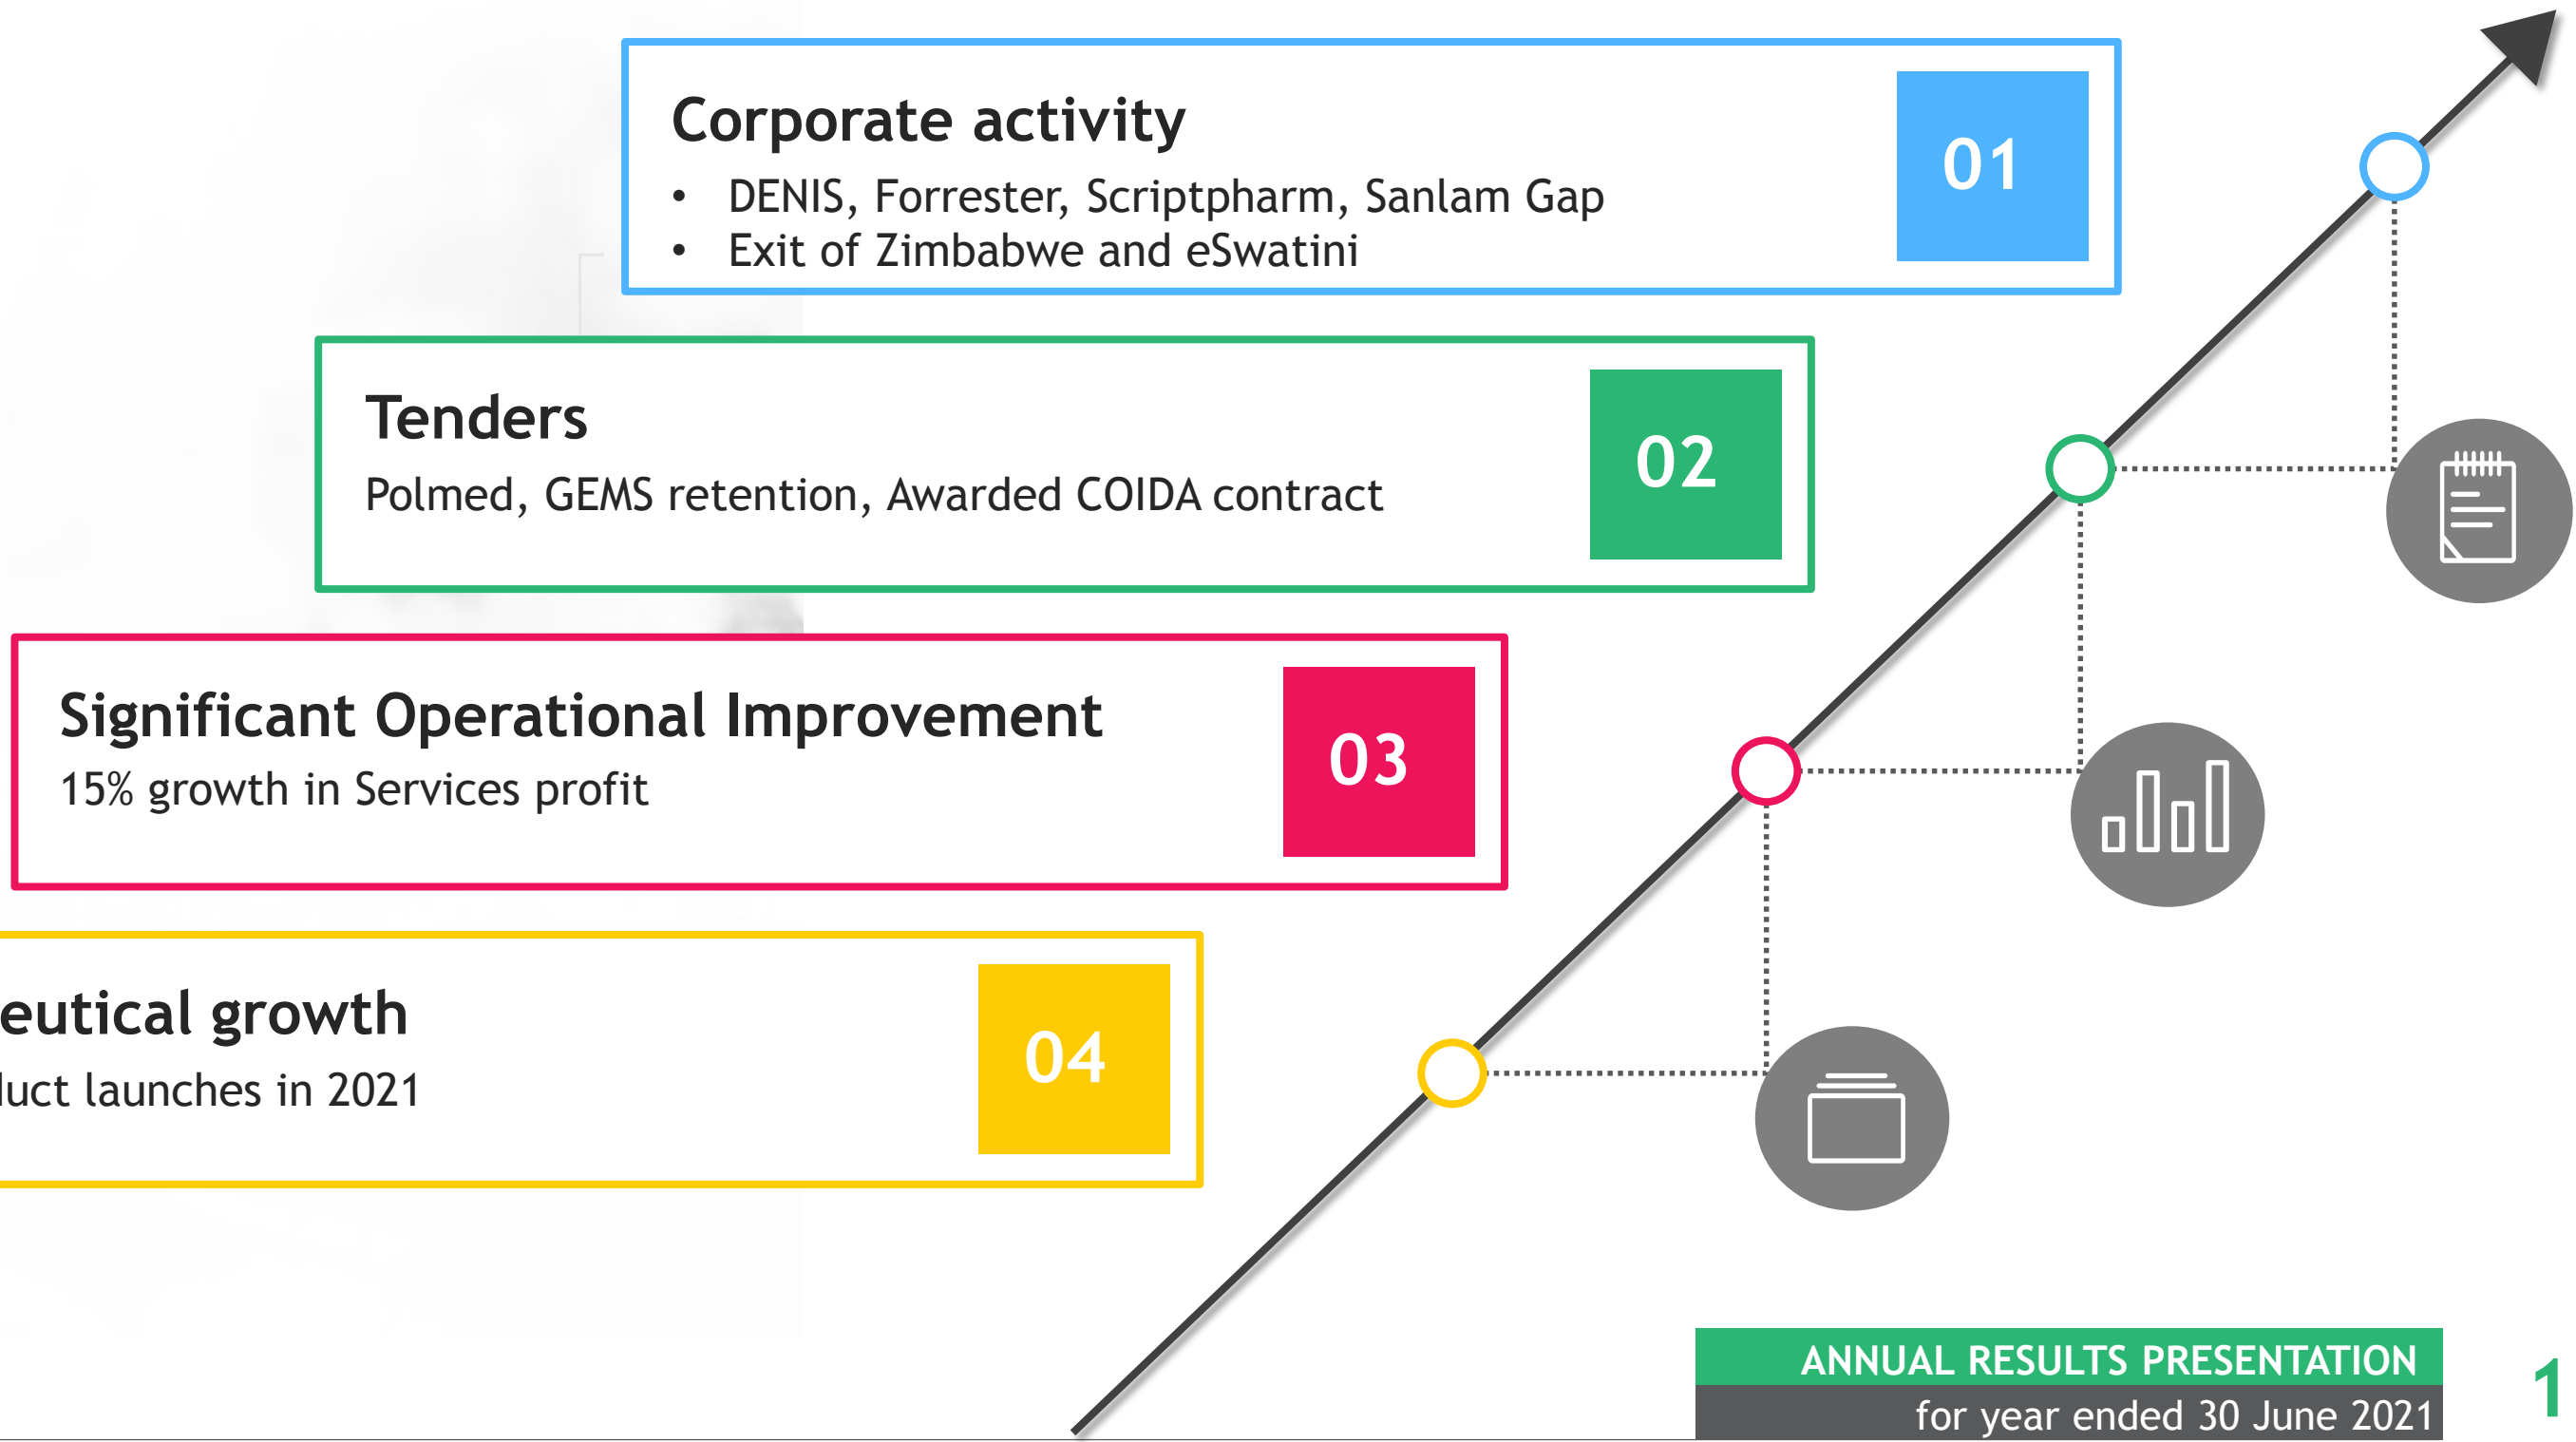 Corporate activity
• DENIS, Forrester, Scriptpharm, Sanlam Gap
• Exit of Zimbabwe and eSwatini
01
Tenders
Polmed, GEMS retention, Awarded COIDA contract
02
Significant Operational Improvement
15% growth in Services profit
03
growth
launches in 2021
04
ANNUAL RESULTS PRESENTATION
for year ended 30 June 2021
1